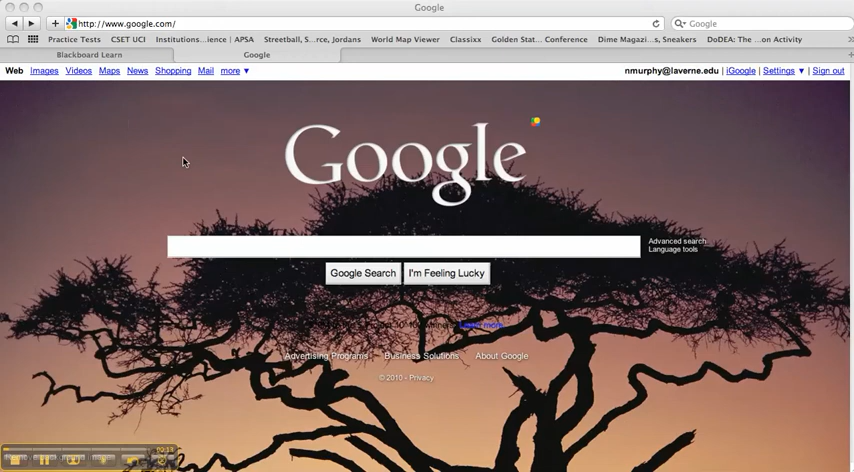 Google
http://www.google.com/
Google
Practice Tests CSET UCI Institutions...ience | APSA Streetball, S...rce, Jordans World Map Viewer Classixx Golden Stat... Conference Dime Magazi...s, Sneakers DoDEA: The ...on Activity
Blackboard Learn Google
Web Images Videos Maps News Shopping Mail more ▼ nmurphy@laverne.edu | iGoogle | Settings ▼ | Sign out
Google
Advanced search
Language tools
Google Search I'm Feeling Lucky
Learn more
Advertising Programs Business Solutions About Google
© 2010 - Privacy